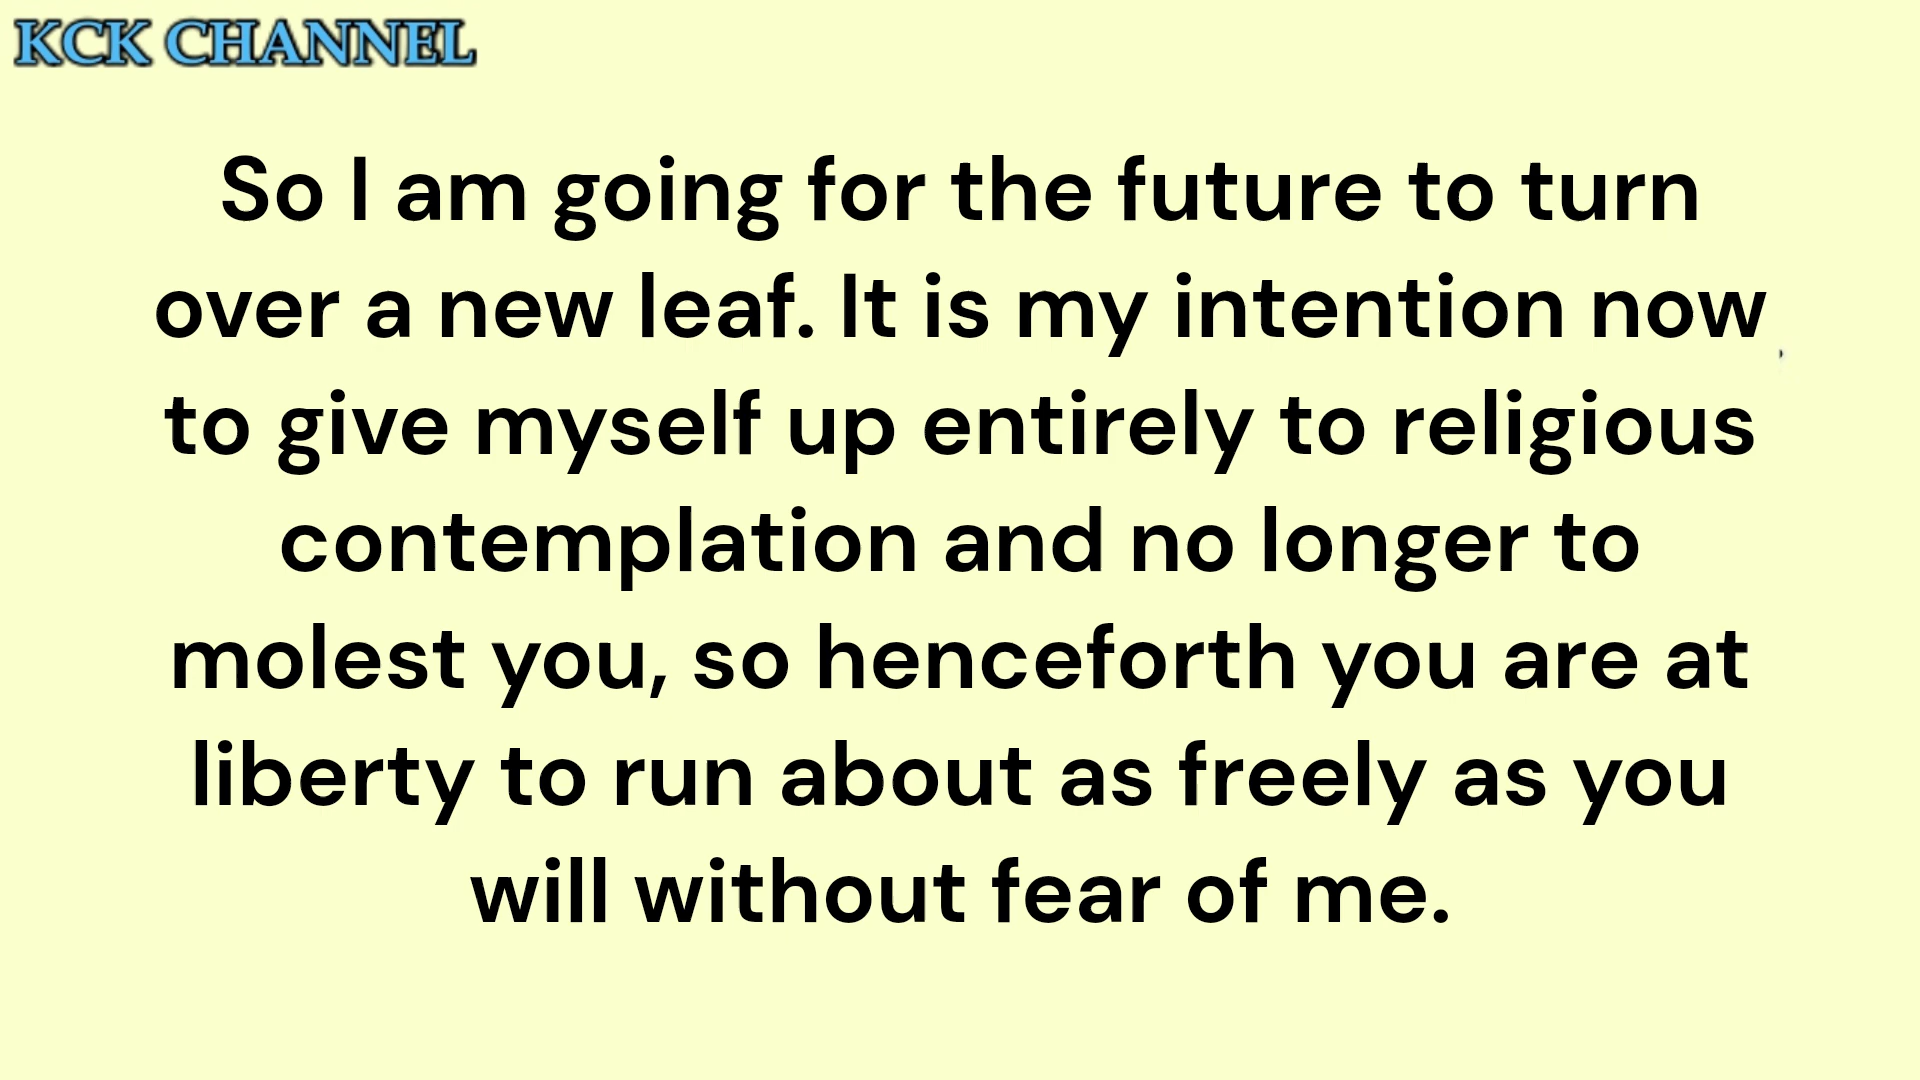 KCK CHANNEL
So I am going for the future to turn
over a new leaf. It is my intention now
to give myself up entirely to religious
contemplation and no longer to
molest you, so henceforth you are at
liberty to run about as freely as you
will without fear of me.